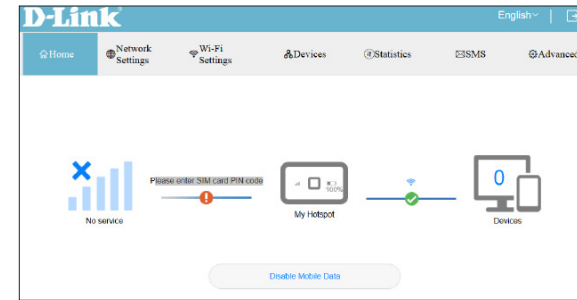 D-Link
English
Home
Network Settings
Wi-Fi Settings
Devices
Statistics
SMS
Advanced
Please enter SIM card PIN code
100%
0
No service
My Hotspot
Devices
Disable Mobile Data